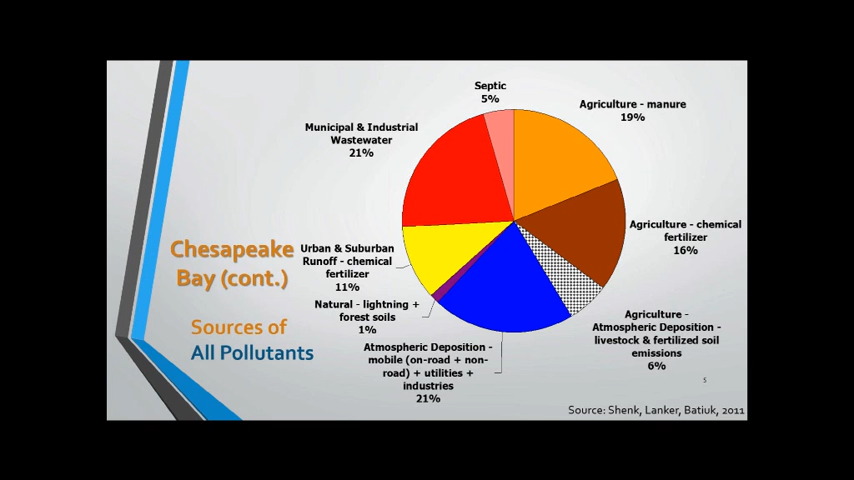 Chesapeake
Bay (cont.)
Sources of
All Pollutants
Septic
5%
Agriculture - manure
19%
Municipal & Industrial
Wastewater
21%
Agriculture - chemical
fertilizer
16%
Urban & Suburban
Runoff - chemical
fertilizer
11%
Natural - lightning +
forest soils
1%
Agriculture -
Atmospheric Deposition -
livestock & fertilized soil
emissions
6%
Atmospheric Deposition -
mobile (on-road + non-
road) + utilities +
industries
21%
5
Source: Shenk, Lanker, Batiuk, 2011